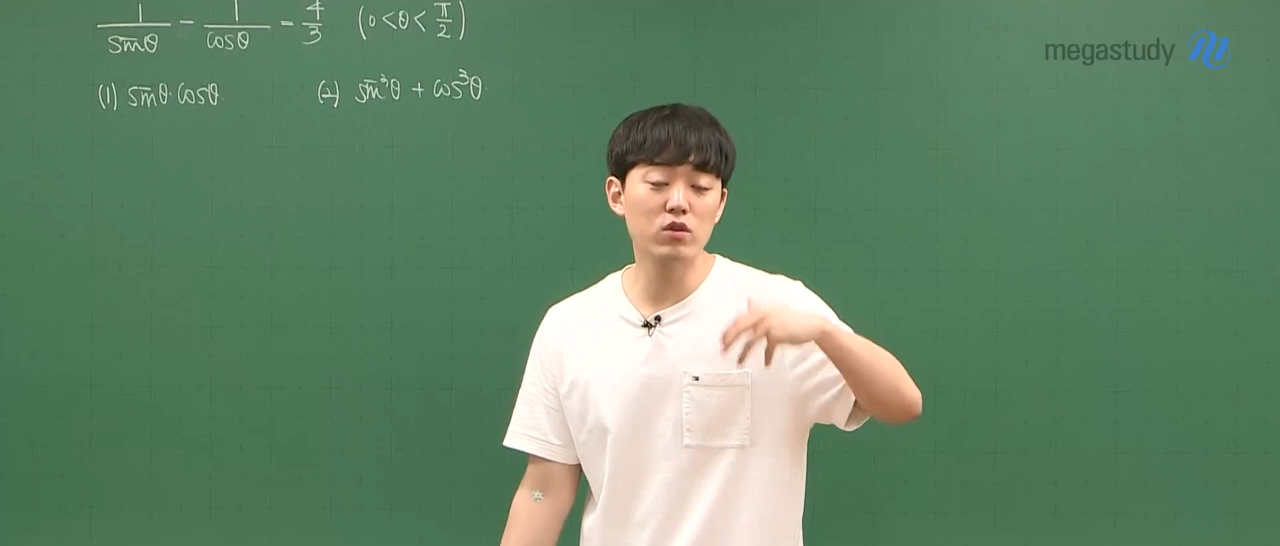 1/sinθ - 1/cosθ = 4/3 (0<θ<π/2)
(1) sinθ·cosθ (2) sin³θ + cos³θ
megastudy